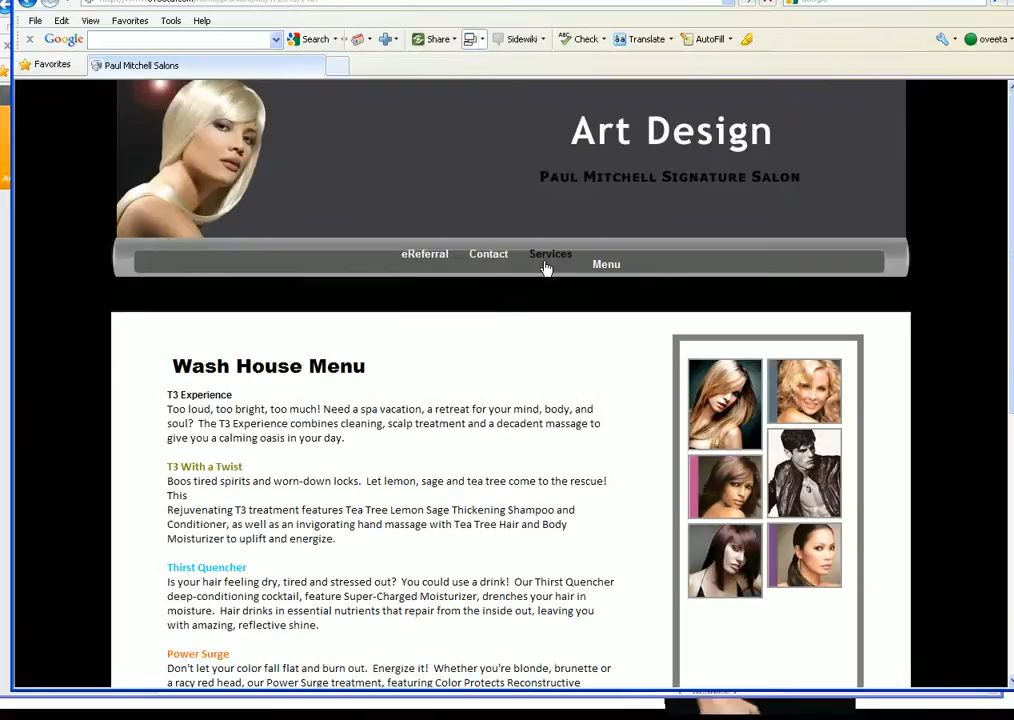 File Edit View Favorites Tools Help
Google Search Share Sidewiki Check Translate AutoFill oveeta
Favorites Paul Mitchell Salons
Art Design
Paul Mitchell Signature Salon
eReferral Contact Services
Menu
Wash House Menu
T3 Experience
Too loud, too bright, too much! Need a spa vacation, a retreat for your mind, body, and
soul? The T3 Experience combines cleaning, scalp treatment and a decadent massage to
give you a calming oasis in your day.
T3 With a Twist
Boos tired spirits and worn-down locks. Let lemon, sage and tea tree come to the rescue!
This
Rejuvenating T3 treatment features Tea Tree Lemon Sage Thickening Shampoo and
Conditioner, as well as an invigorating hand massage with Tea Tree Hair and Body
Moisturizer to uplift and energize.
Thirst Quencher
Is your hair feeling dry, tired and stressed out? You could use a drink! Our Thirst Quencher
deep-conditioning cocktail, feature Super-Charged Moisturizer, drenches your hair in
moisture. Hair drinks in essential nutrients that repair from the inside out, leaving you
with amazing, reflective shine.
Power Surge
Don't let your color fall flat and burn out. Energize it! Whether you're blonde, brunette or
a racy red head, our Power Surge treatment, featuring Color Protects Reconstructive